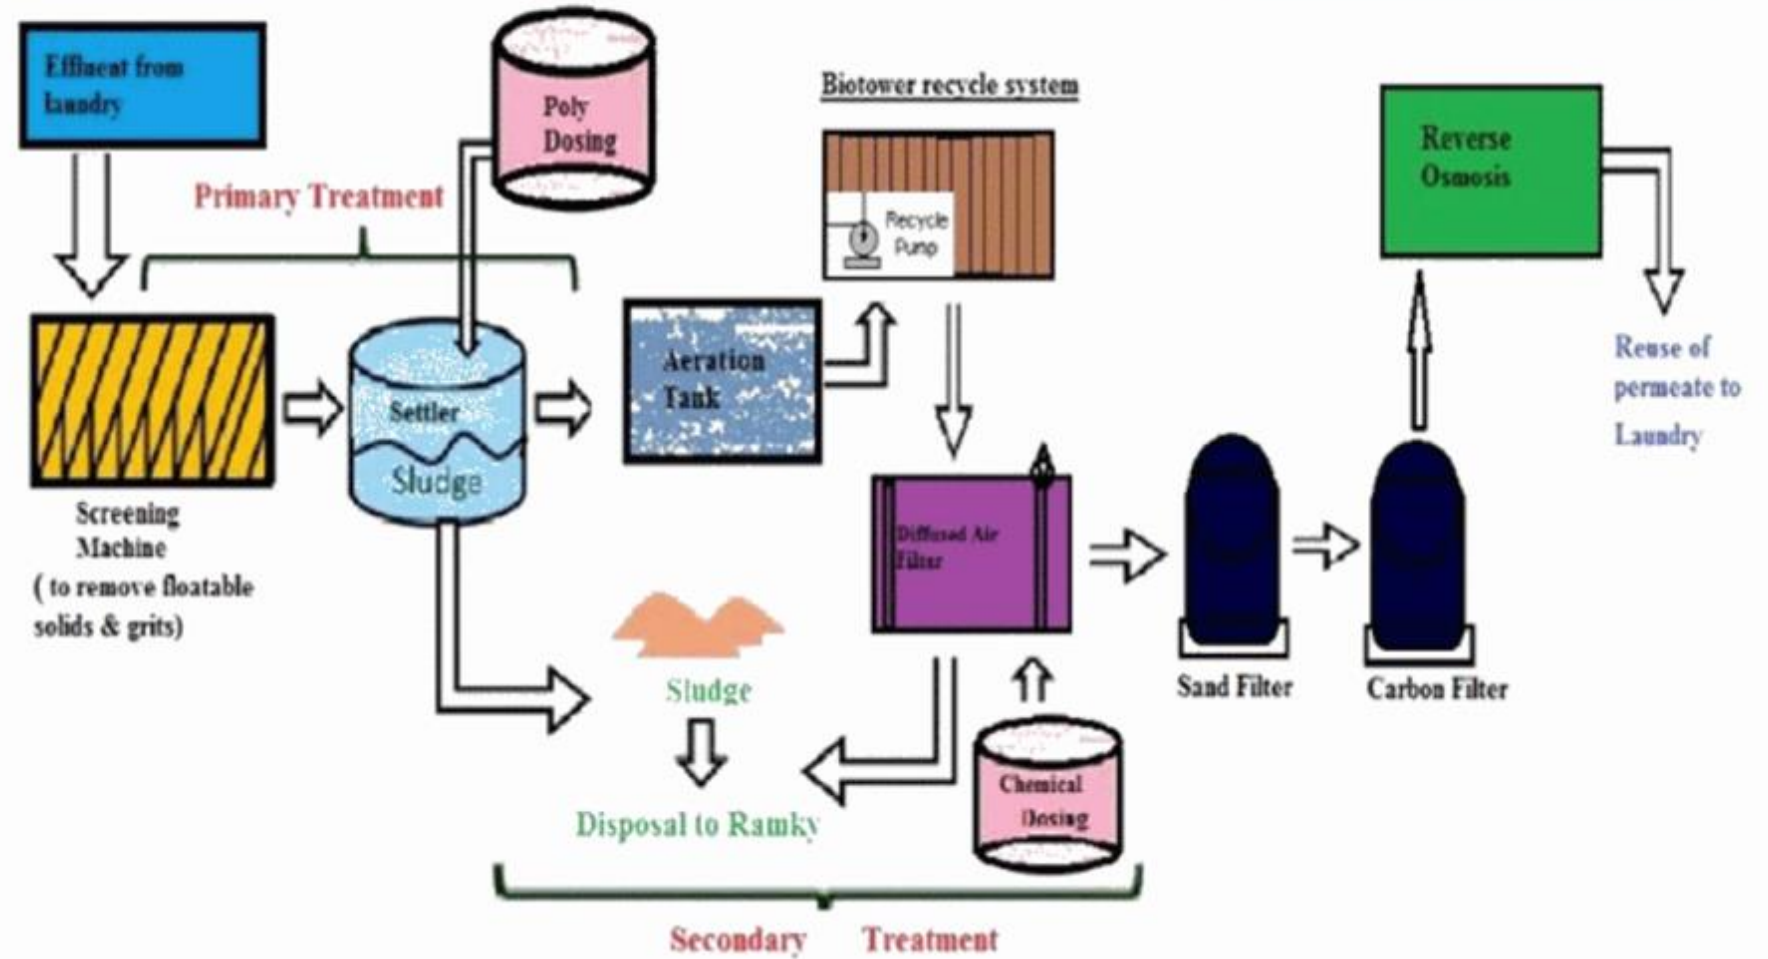 Effluent from
laundry
Poly
Dosing
Primary Treatment
Biotower recycle system
Recycle
Pump
Reverse
Osmosis
Reuse of
permeate to
Laundry
Aeration
Tank
Settler
Sludge
Screening
Machine
( to remove floatable
solids & grits)
Diffused Air
Filter
Sludge
Disposal to Ramky
Chemical
Dosing
Sand Filter
Carbon Filter
Secondary Treatment